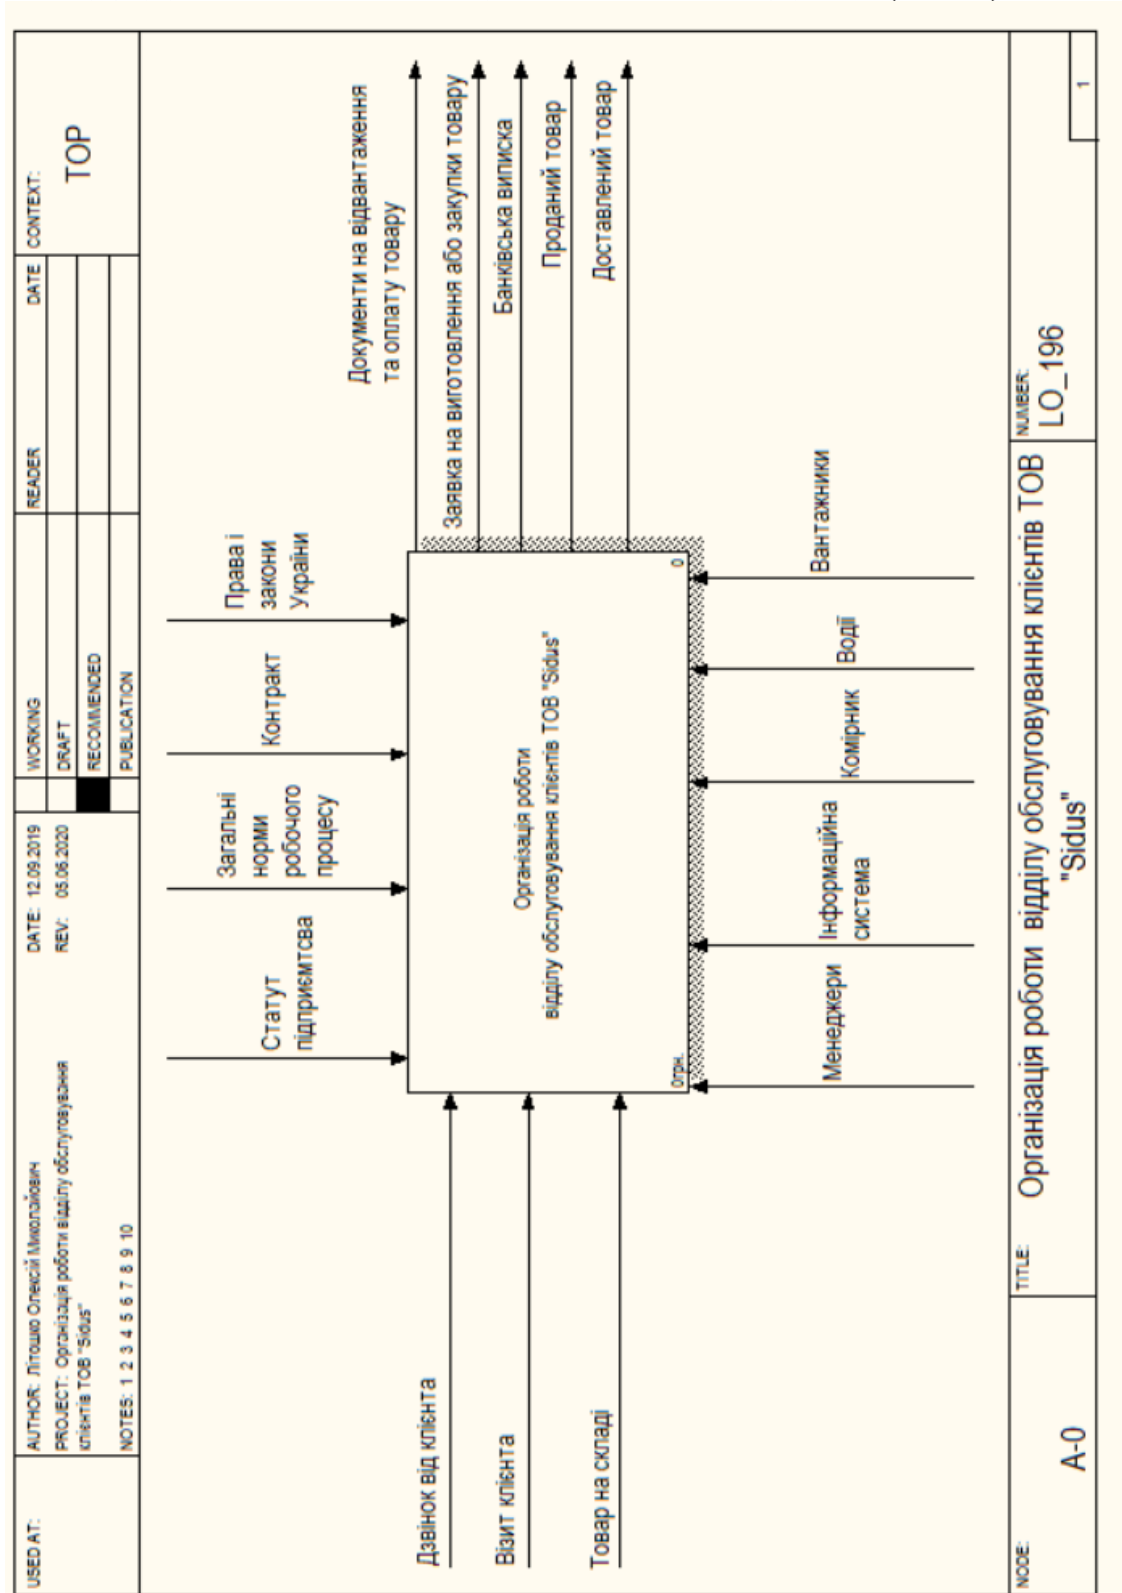 USED AT:
AUTHOR: Літошко Олексій Миколайович
DATE: 12.09.2019
PROJECT: Організація роботи відділу обслуговування
REV: 05.06.2020
клієнтів ТОВ "Sidus"
NOTES: 1 2 3 4 5 6 7 8 9 10
WORKING
DRAFT
RECOMMENDED
PUBLICATION
READER
DATE
CONTEXT:
TOP
Статут
підприємтсва
Загальні
норми
робочого
процесу
Контракт
Права і
закони
України
Дзвінок від клієнта
Візит клієнта
Товар на складі
Організація роботи
відділу обслуговування клієнтів ТОВ "Sidus"
0грн.
0
Документи на відвантаження
та оплату товару
Заявка на виготовлення або закупки товару
Банківська виписка
Проданий товар
Доставлений товар
Менеджери
Інформаційна
система
Комірник
Водії
Вантажники
NODE:
A-0
TITLE:
Організація роботи відділу обслуговування клієнтів ТОВ
"Sidus"
NUMBER:
LO_196
1